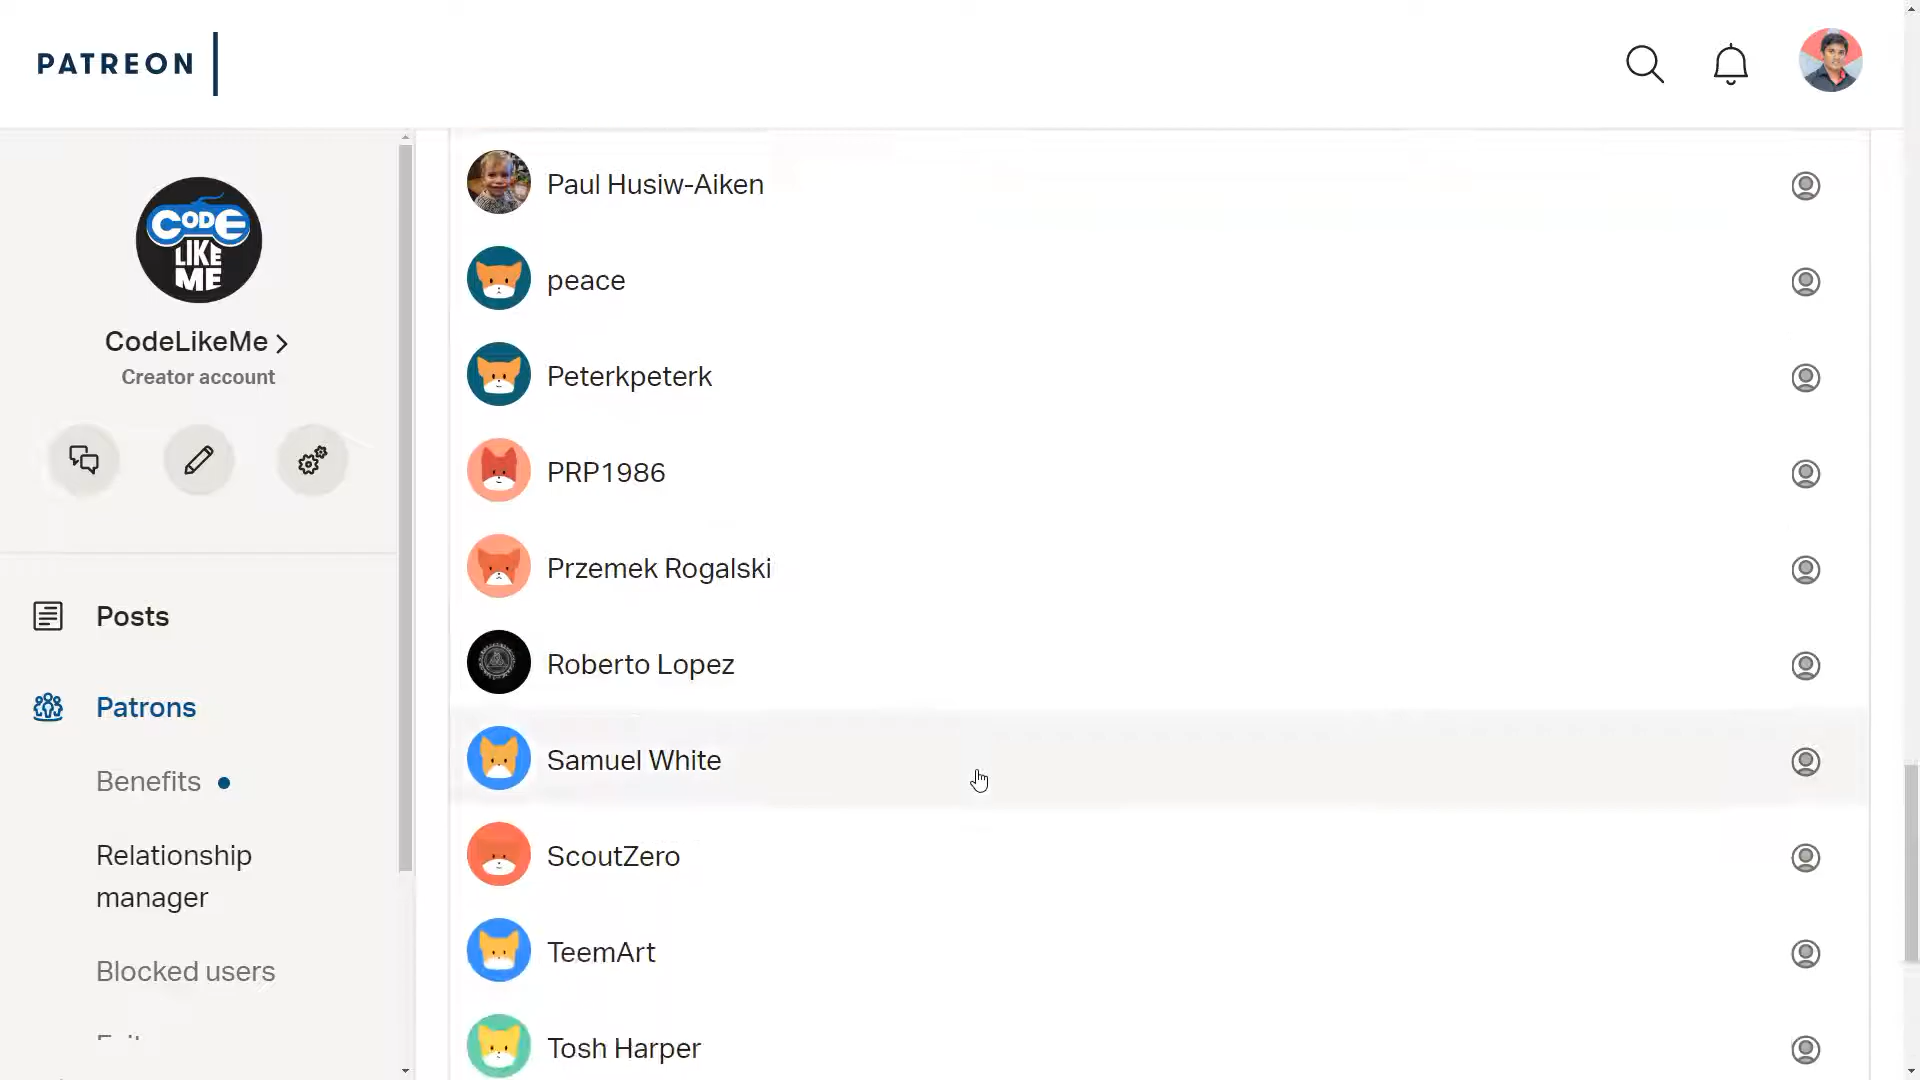 PATREON
CODE
LIKE
ME
CodeLikeMe
Creator account
Posts
Patrons
Benefits
Relationship
manager
Blocked users
Paul Husiw-Aiken
peace
Peterkpeterk
PRP1986
Przemek Rogalski
Roberto Lopez
Samuel White
ScoutZero
TeemArt
Tosh Harper